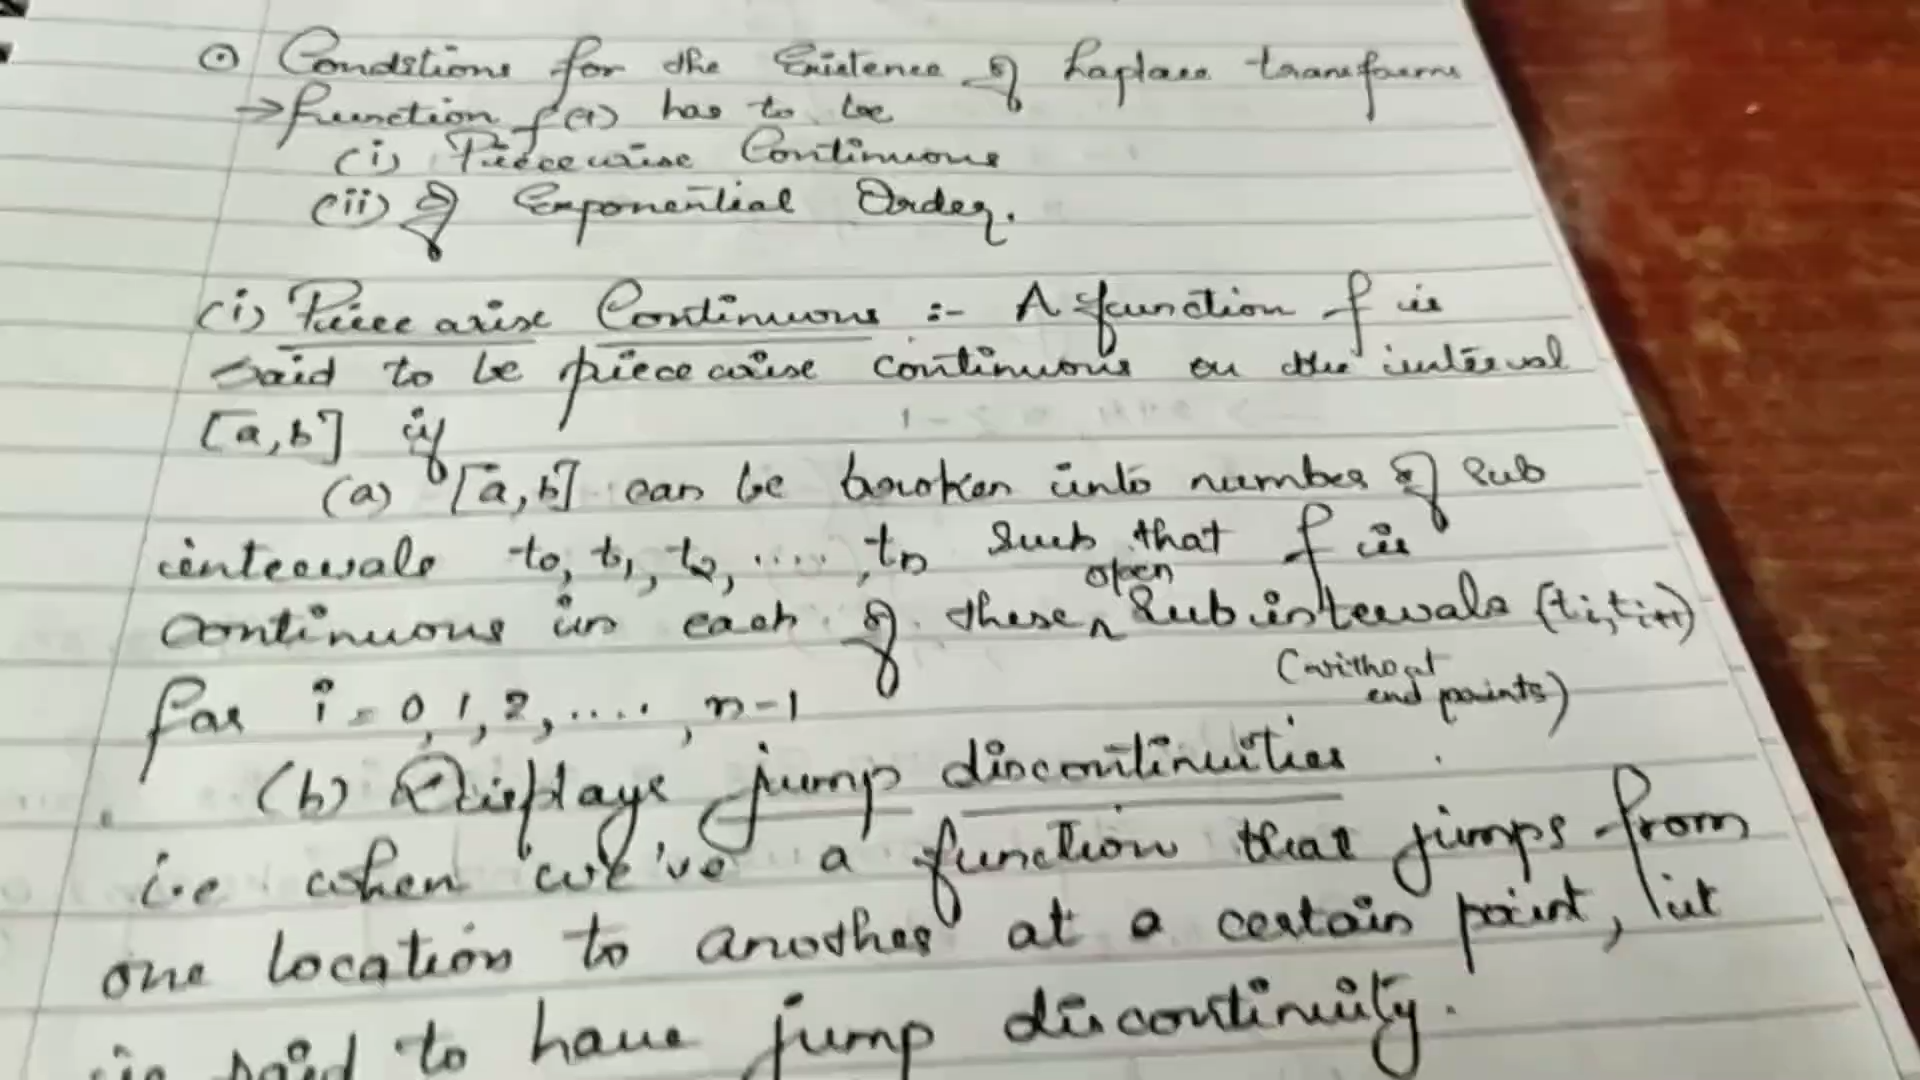 ⊙ Conditions for the Existence of Laplace transforms
→ function f(t) has to be
(i) Piecewise Continuous
(ii) Of Exponential Order.
(i) Piecewise Continuous :- A function f is
said to be piecewise continuous on the interval
[a,b] if
(a) [a,b] can be broken into number of sub
intervals to, t1, t2, ...., tn such that f is
continuous in each of these open subintervals (ti, ti+1)
(without end points)
for i = 0, 1, 2, ...., n-1
(b) Displays jump discontinuities
i.e when we've a function that jumps from
one location to another at a certain point, it
is said to have jump discontinuity.